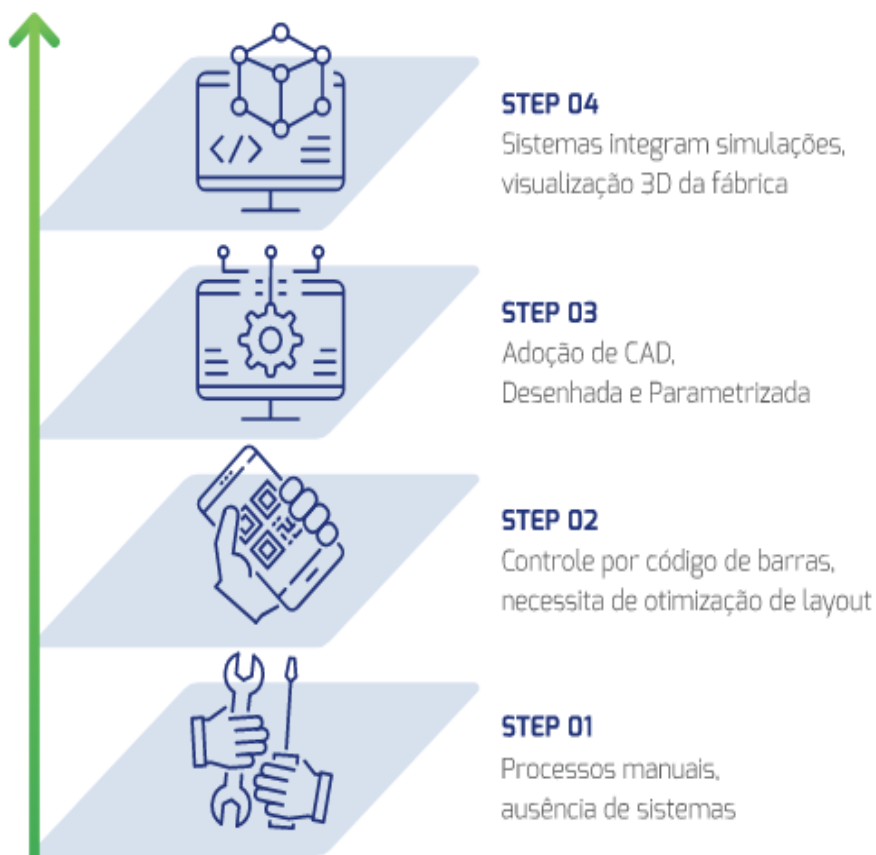 STEP 04
Sistemas integram simulações,
visualização 3D da fábrica
</>
STEP 03
Adoção de CAD,
Desenhada e Parametrizada
STEP 02
Controle por código de barras,
necessita de otimização de layout
STEP 01
Processos manuais,
ausência de sistemas